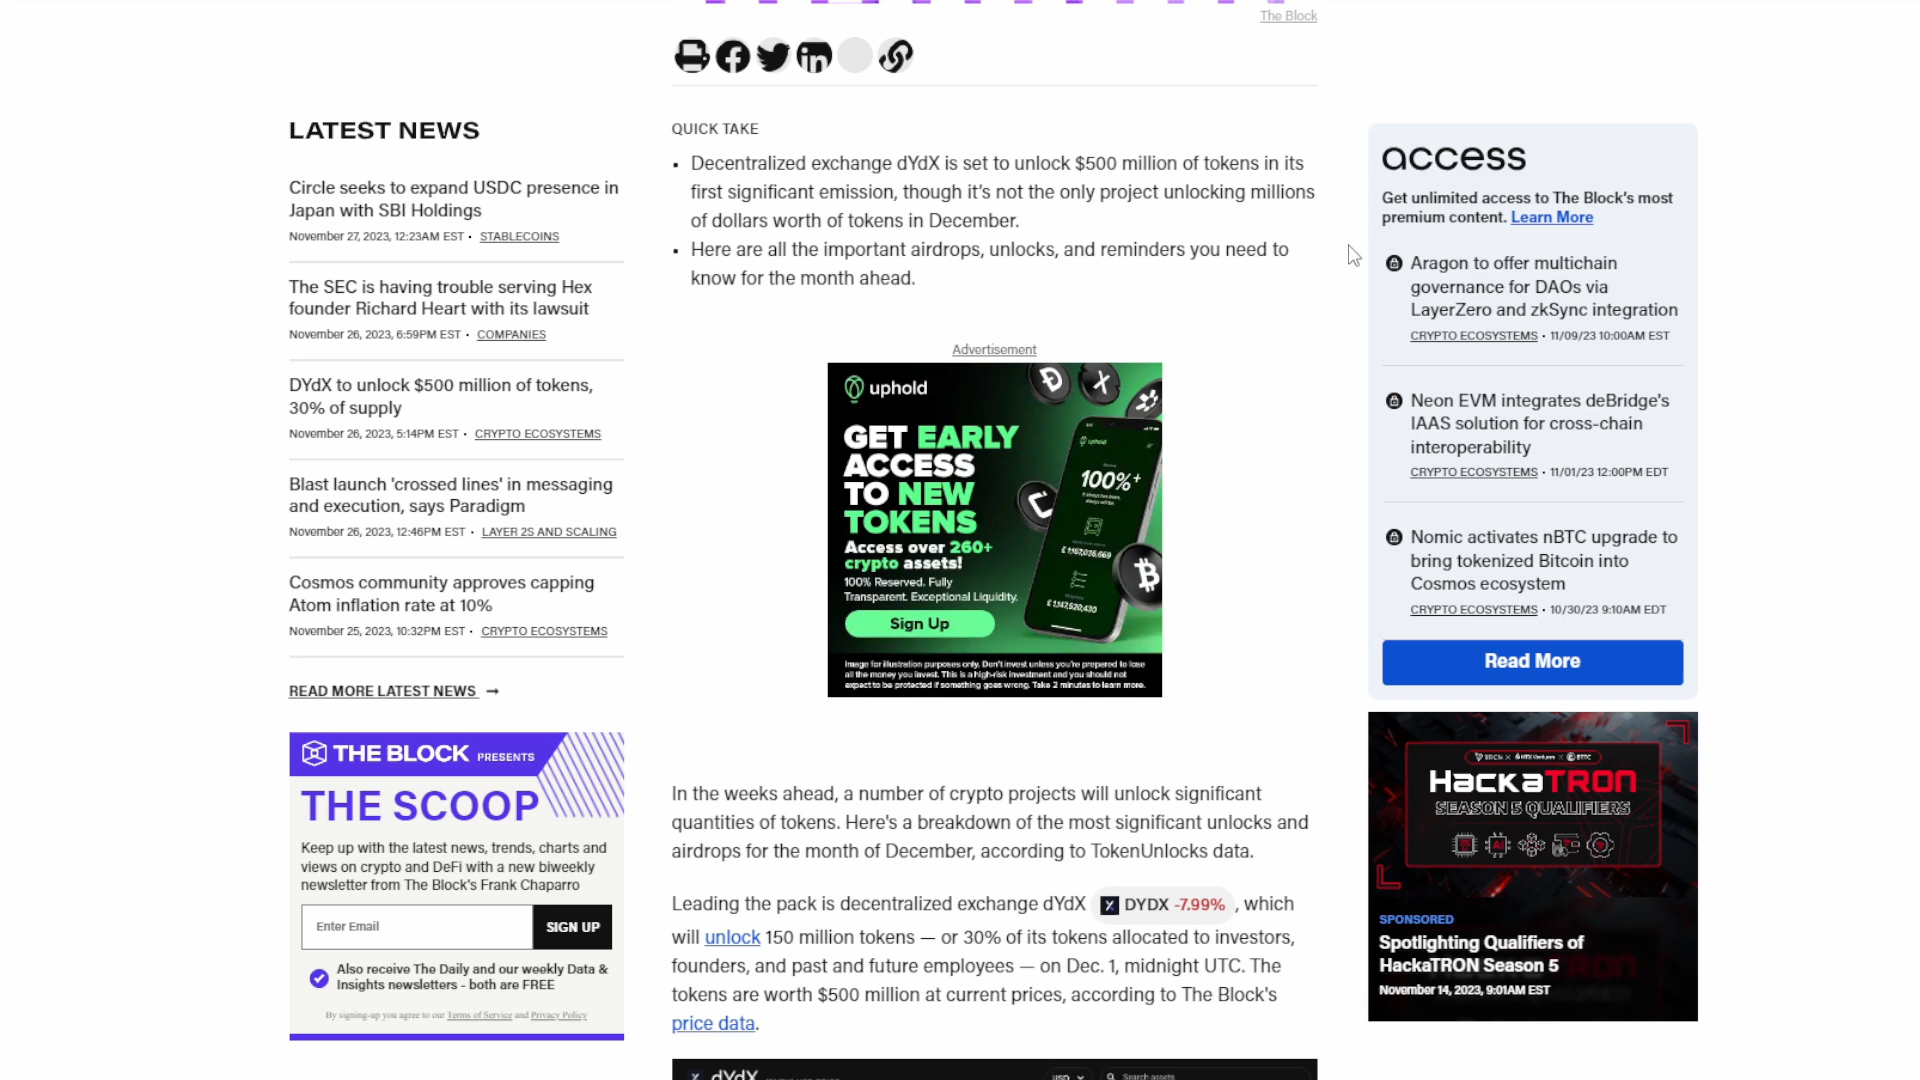 The Block
LATEST NEWS
Circle seeks to expand USDC presence in
Japan with SBI Holdings
November 27, 2023, 12:23AM EST • STABLECOINS
The SEC is having trouble serving Hex
founder Richard Heart with its lawsuit
November 26, 2023, 6:59PM EST • COMPANIES
DYdX to unlock $500 million of tokens,
30% of supply
November 26, 2023, 5:14PM EST • CRYPTO ECOSYSTEMS
Blast launch 'crossed lines' in messaging
and execution, says Paradigm
November 26, 2023, 12:46PM EST • LAYER 2S AND SCALING
Cosmos community approves capping
Atom inflation rate at 10%
November 25, 2023, 10:32PM EST • CRYPTO ECOSYSTEMS
READ MORE LATEST NEWS →
THE BLOCK PRESENTS
THE SCOOP
Keep up with the latest news, trends, charts and
views on crypto and DeFi with a new biweekly
newsletter from The Block's Frank Chaparro
Enter Email
SIGN UP
Also receive The Daily and our weekly Data &
Insights newsletters - both are FREE
By signing-up you agree to our Terms of Service and Privacy Policy
QUICK TAKE
• Decentralized exchange dYdX is set to unlock $500 million of tokens in its
first significant emission, though it's not the only project unlocking millions
of dollars worth of tokens in December.
• Here are all the important airdrops, unlocks, and reminders you need to
know for the month ahead.
Advertisement
uphold
GET EARLY
ACCESS
TO NEW
TOKENS
Access over 260+
crypto assets!
100% Reserved. Fully
Transparent. Exceptional Liquidity.
Sign Up
uphold
100%+
Image for illustration purposes only. Don't invest unless you're prepared to lose
all the money you invest. This is a high-risk investment and you should not
expect to be protected if something goes wrong. Take 2 minutes to learn more.
In the weeks ahead, a number of crypto projects will unlock significant
quantities of tokens. Here's a breakdown of the most significant unlocks and
airdrops for the month of December, according to TokenUnlocks data.
Leading the pack is decentralized exchange dYdX DYDX -7.99% , which
will unlock 150 million tokens — or 30% of its tokens allocated to investors,
founders, and past and future employees — on Dec. 1, midnight UTC. The
tokens are worth $500 million at current prices, according to The Block's
price data.
dYdX
USD
Search assets
access
Get unlimited access to The Block's most
premium content. Learn More
Aragon to offer multichain
governance for DAOs via
LayerZero and zkSync integration
CRYPTO ECOSYSTEMS • 11/09/23 10:00AM EST
Neon EVM integrates deBridge's
IAAS solution for cross-chain
interoperability
CRYPTO ECOSYSTEMS • 11/01/23 12:00PM EDT
Nomic activates nBTC upgrade to
bring tokenized Bitcoin into
Cosmos ecosystem
CRYPTO ECOSYSTEMS • 10/30/23 9:10AM EDT
Read More
HackaTRON
SEASON 5 QUALIFIERS
AI
SPONSORED
Spotlighting Qualifiers of
HackaTRON Season 5
November 14, 2023, 9:01AM EST